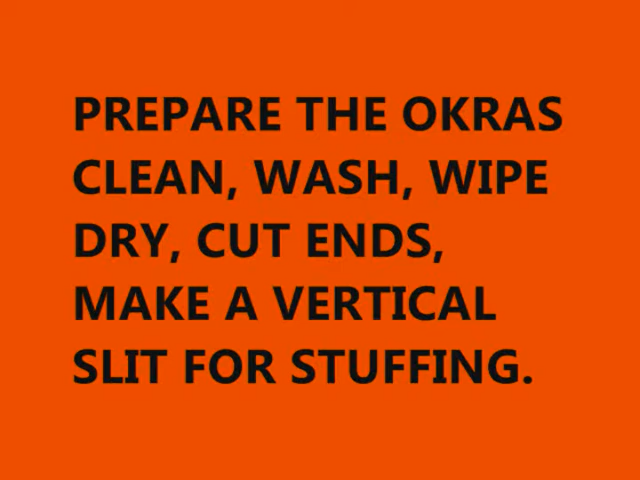 PREPARE THE OKRAS
CLEAN, WASH, WIPE
DRY, CUT ENDS,
MAKE A VERTICAL
SLIT FOR STUFFING.